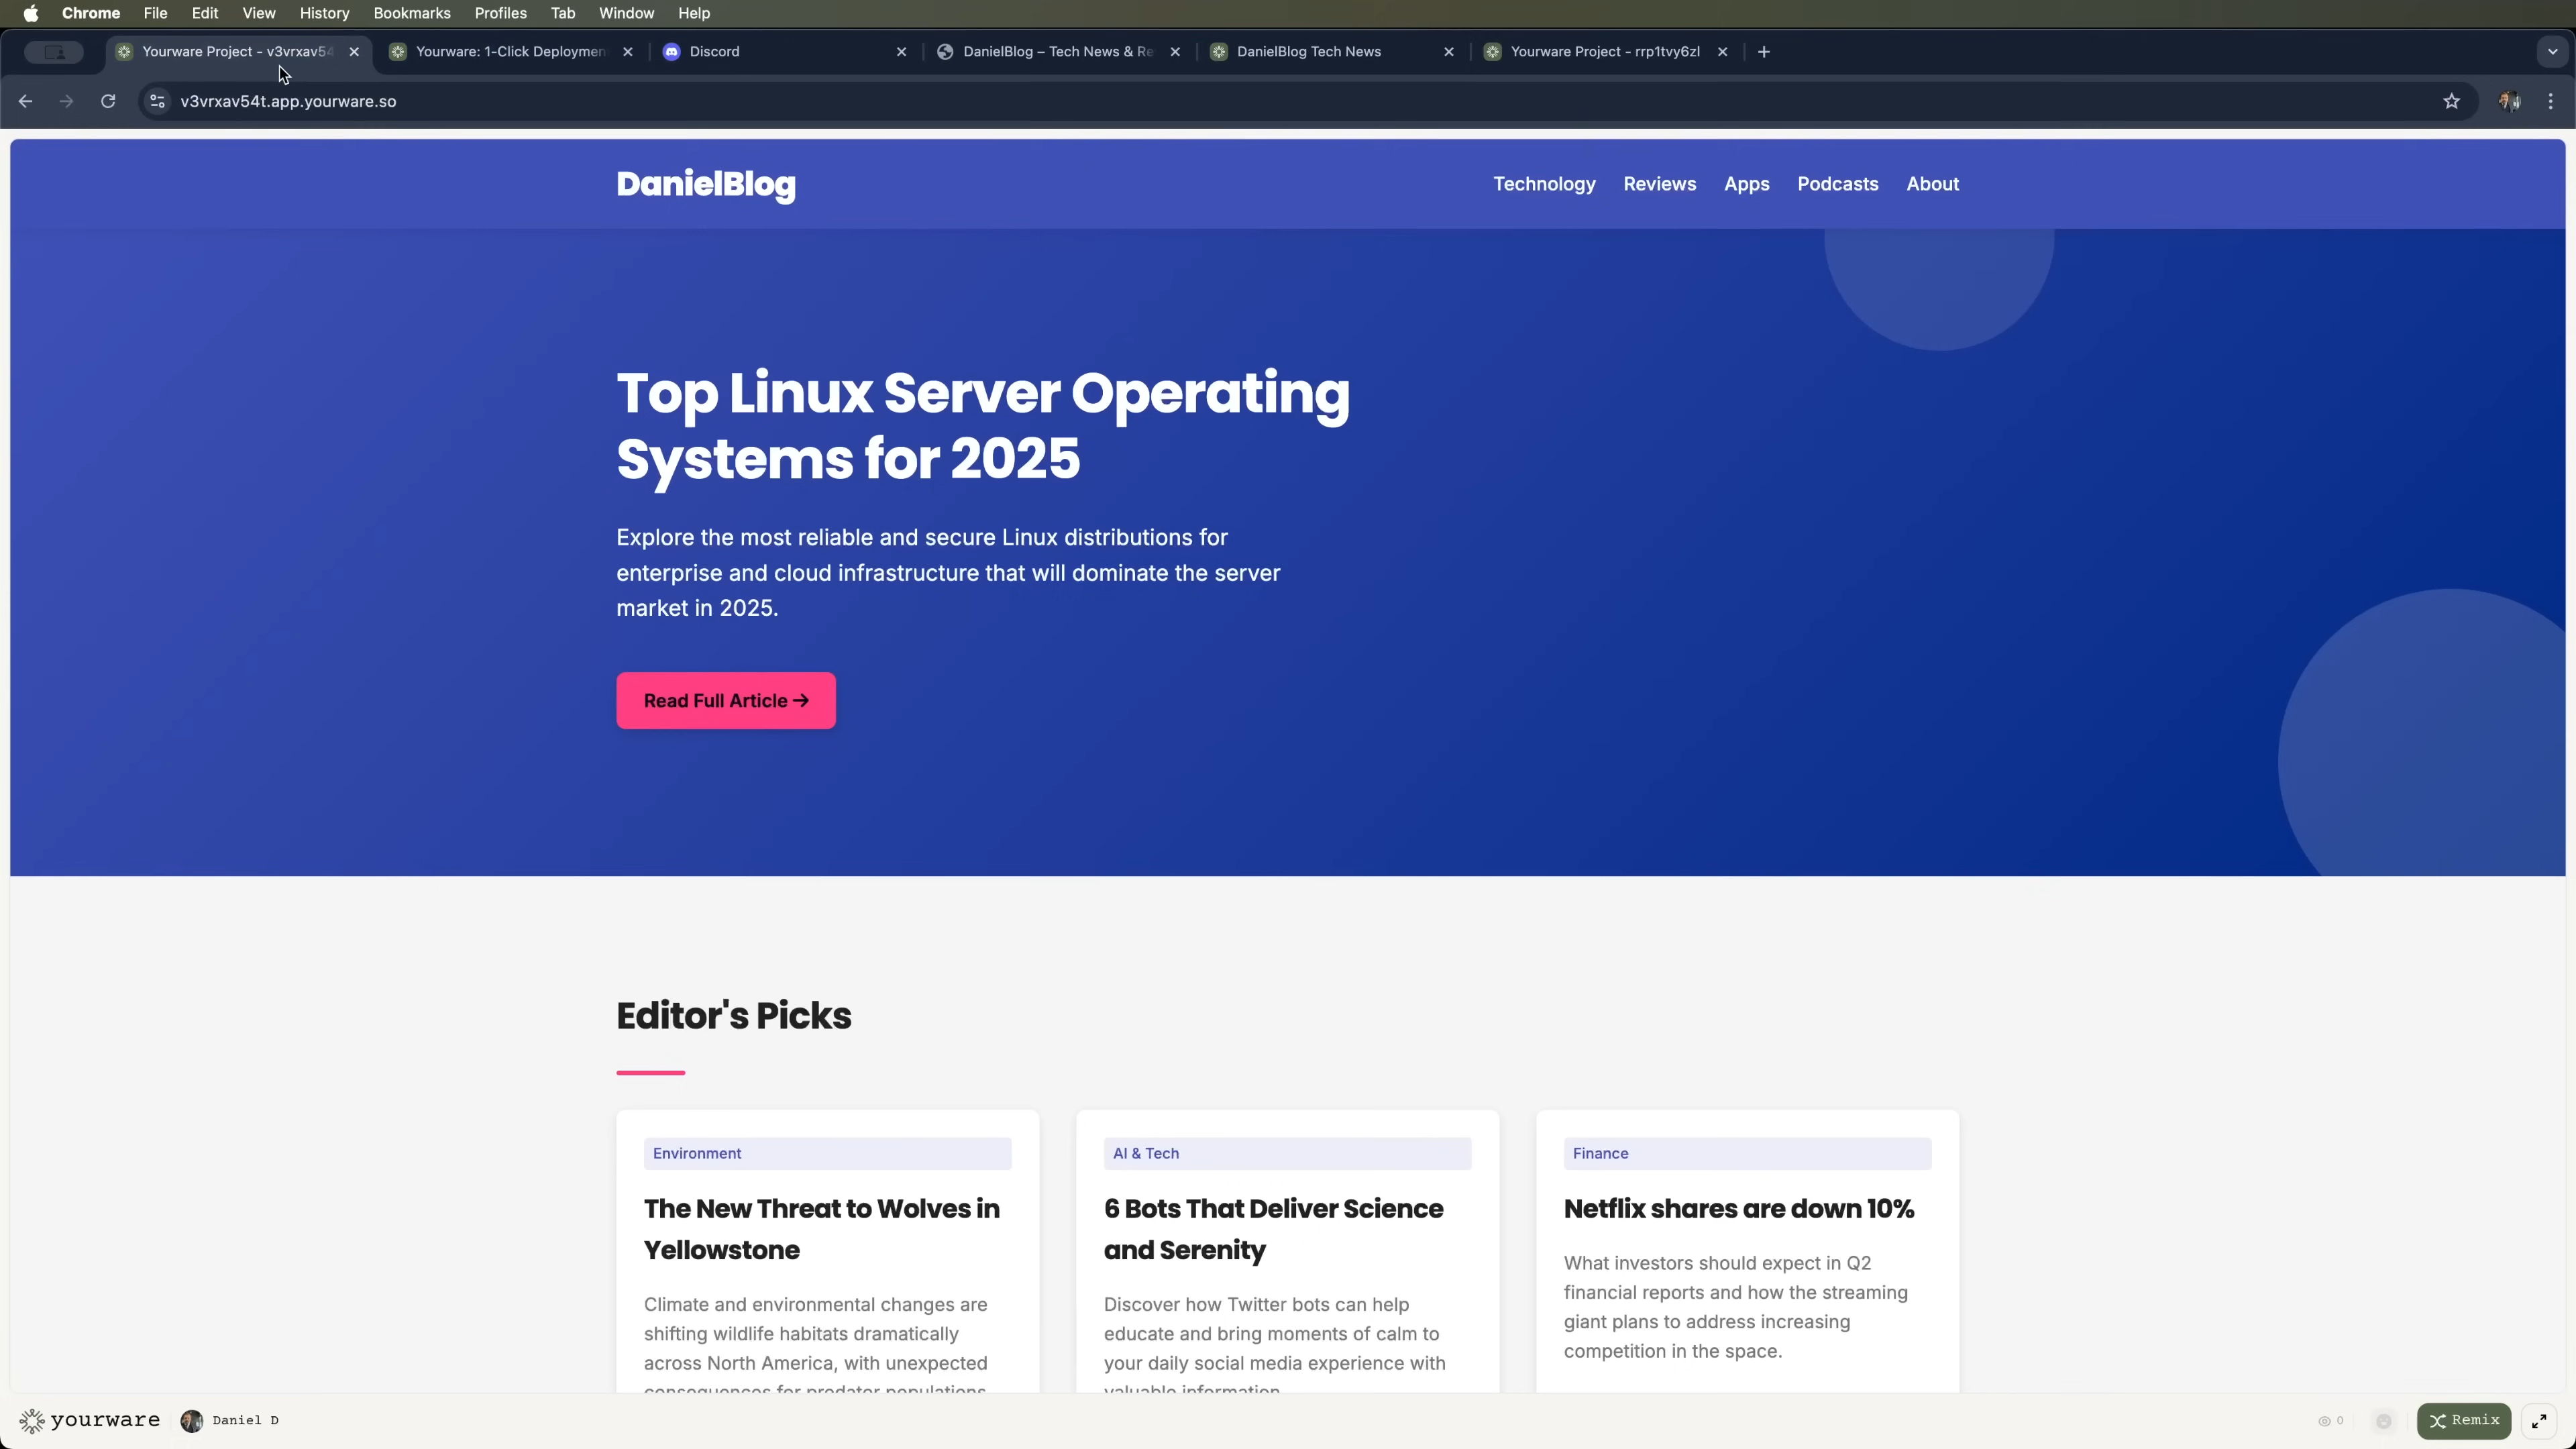 Chrome File Edit View History Bookmarks Profiles Tab Window Help
Yourware Project - v3vrxav54 Yourware: 1-Click Deploymen Discord DanielBlog – Tech News & Re DanielBlog Tech News Yourware Project - rrp1tvy6zl
v3vrxav54t.app.yourware.so
DanielBlog Technology Reviews Apps Podcasts About
Top Linux Server Operating
Systems for 2025
Explore the most reliable and secure Linux distributions for
enterprise and cloud infrastructure that will dominate the server
market in 2025.
Read Full Article →
Editor's Picks
Environment
The New Threat to Wolves in
Yellowstone
Climate and environmental changes are
shifting wildlife habitats dramatically
across North America, with unexpected
consequences for predator populations
AI & Tech
6 Bots That Deliver Science
and Serenity
Discover how Twitter bots can help
educate and bring moments of calm to
your daily social media experience with
valuable information.
Finance
Netflix shares are down 10%
What investors should expect in Q2
financial reports and how the streaming
giant plans to address increasing
competition in the space.
yourware Daniel D 0 Remix